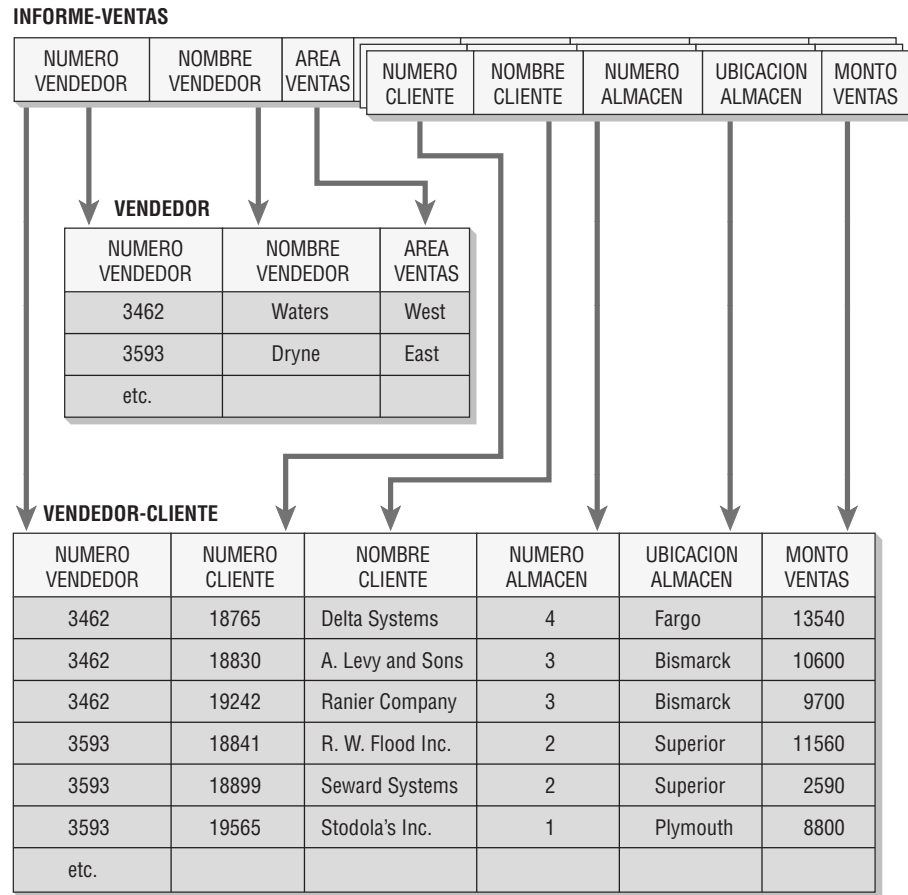 INFORME-VENTAS
NUMERO VENDEDOR NOMBRE VENDEDOR AREA VENTAS NUMERO CLIENTE NOMBRE CLIENTE NUMERO ALMACEN UBICACION ALMACEN MONTO VENTAS
VENDEDOR
NUMERO VENDEDOR NOMBRE VENDEDOR AREA VENTAS
3462 Waters West
3593 Dryne East
etc.
VENDEDOR-CLIENTE
NUMERO VENDEDOR NUMERO CLIENTE NOMBRE CLIENTE NUMERO ALMACEN UBICACION ALMACEN MONTO VENTAS
3462 18765 Delta Systems 4 Fargo 13540
3462 18830 A. Levy and Sons 3 Bismarck 10600
3462 19242 Ranier Company 3 Bismarck 9700
3593 18841 R. W. Flood Inc. 2 Superior 11560
3593 18899 Seward Systems 2 Superior 2590
3593 19565 Stodola's Inc. 1 Plymouth 8800
etc.